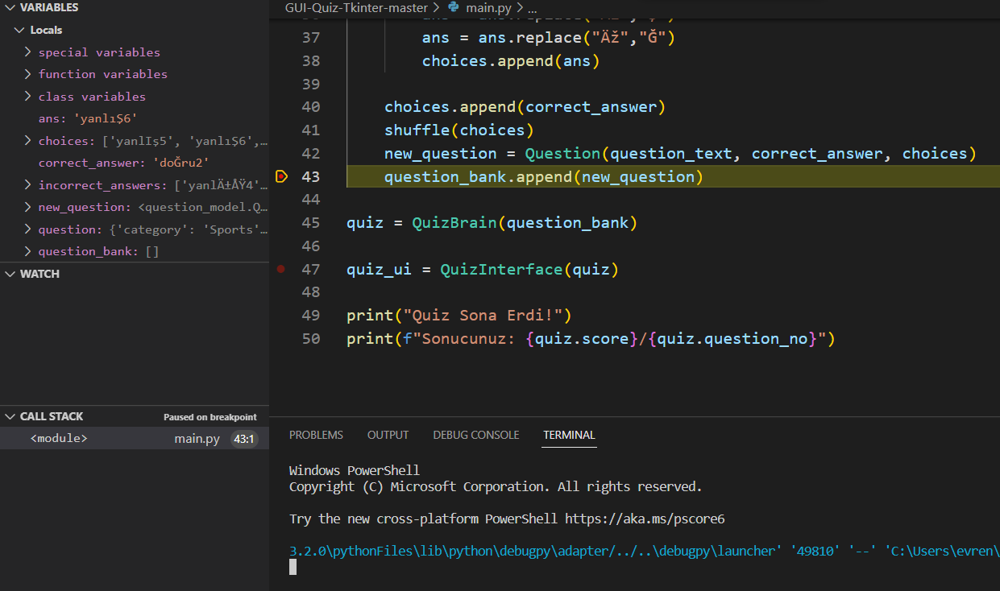 VARIABLES
Locals
special variables
function variables
class variables
ans: 'yanlıŞ6'
choices: ['yanlIş5', 'yanlıŞ6',…
correct_answer: 'doĞru2'
incorrect_answers: ['yanlÄ±ÅŸ4'…
new_question: <question_model.Q…
question: {'category': 'Sports'…
question_bank: []
WATCH
CALL STACK Paused on breakpoint
<module> main.py 43:1
GUI-Quiz-Tkinter-master > main.py > ...
37 ans = ans.replace("Äž","Ğ")
38 choices.append(ans)
39
40 choices.append(correct_answer)
41 shuffle(choices)
42 new_question = Question(question_text, correct_answer, choices)
43 question_bank.append(new_question)
44
45 quiz = QuizBrain(question_bank)
46
47 quiz_ui = QuizInterface(quiz)
48
49 print("Quiz Sona Erdi!")
50 print(f"Sonucunuz: {quiz.score}/{quiz.question_no}")
PROBLEMS OUTPUT DEBUG CONSOLE TERMINAL
Windows PowerShell
Copyright (C) Microsoft Corporation. All rights reserved.
Try the new cross-platform PowerShell https://aka.ms/pscore6
3.2.0\pythonFiles\lib\python\debugpy\adapter/../..\debugpy\launcher' '49810' '--' 'C:\Users\evren\